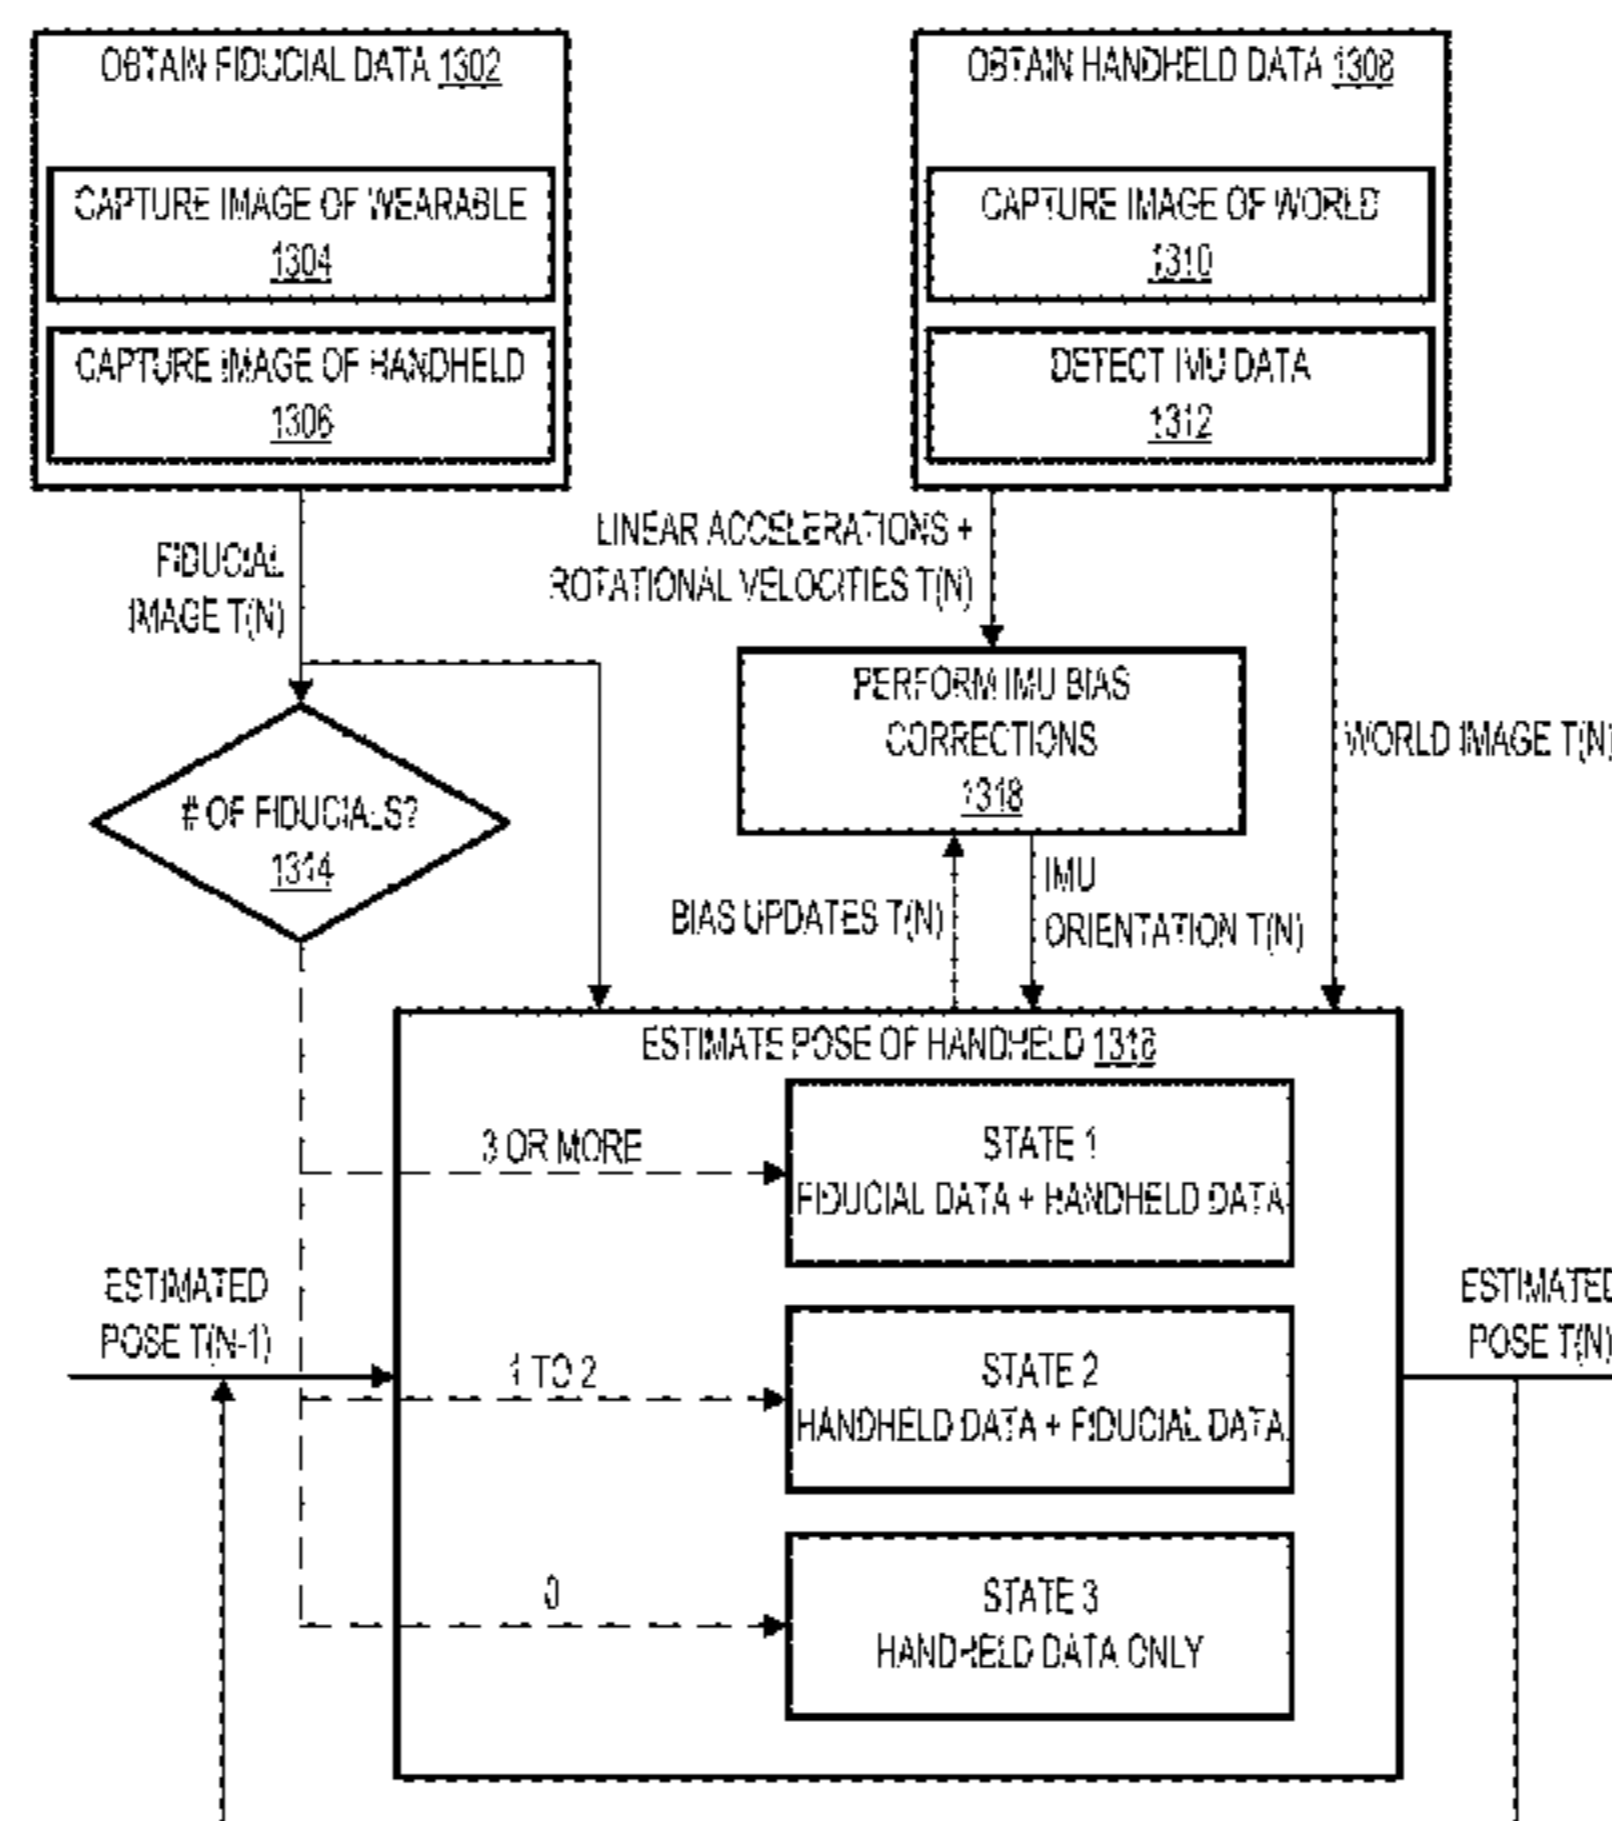 OBTAIN FIDUCIAL DATA 1302
CAPTURE IMAGE OF WEARABLE
1304
CAPTURE IMAGE OF HANDHELD
1306
OBTAIN HANDHELD DATA 1308
CAPTURE IMAGE OF WORLD
1310
DETECT IMU DATA
1312
FIDUCIAL
IMAGE T(N)
LINEAR ACCELERATIONS +
ROTATIONAL VELOCITIES T(N)
PERFORM IMU BIAS
CORRECTIONS
1318
WORLD IMAGE T(N)
# OF FIDUCIALS?
1314
BIAS UPDATES T(N)
IMU
ORIENTATION T(N)
ESTIMATE POSE OF HANDHELD 1316
3 OR MORE
STATE 1
FIDUCIAL DATA + HANDHELD DATA
ESTIMATED
POSE T(N-1)
1 TO 2
STATE 2
HANDHELD DATA + FIDUCIAL DATA
ESTIMATED
POSE T(N)
0
STATE 3
HANDHELD DATA ONLY